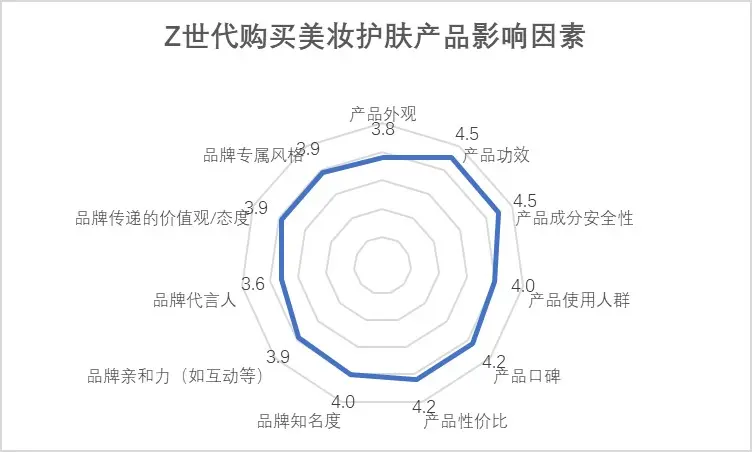 Z世代购买美妆护肤产品影响因素
产品外观
3.8
4.5
产品功效
4.5
产品成分安全性
4.0
产品使用人群
4.2
产品口碑
4.2
产品性价比
4.0
品牌知名度
3.9
品牌亲和力（如互动等）
3.6
品牌代言人
3.9
品牌传递的价值观/态度
3.9
品牌专属风格